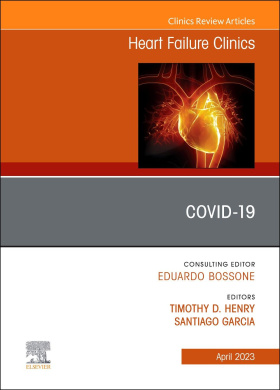 Clinics Review Articles
Heart Failure Clinics
COVID-19
CONSULTING EDITOR
EDUARDO BOSSONE
EDITORS
TIMOTHY D. HENRY
SANTIAGO GARCIA
ELSEVIER
April 2023